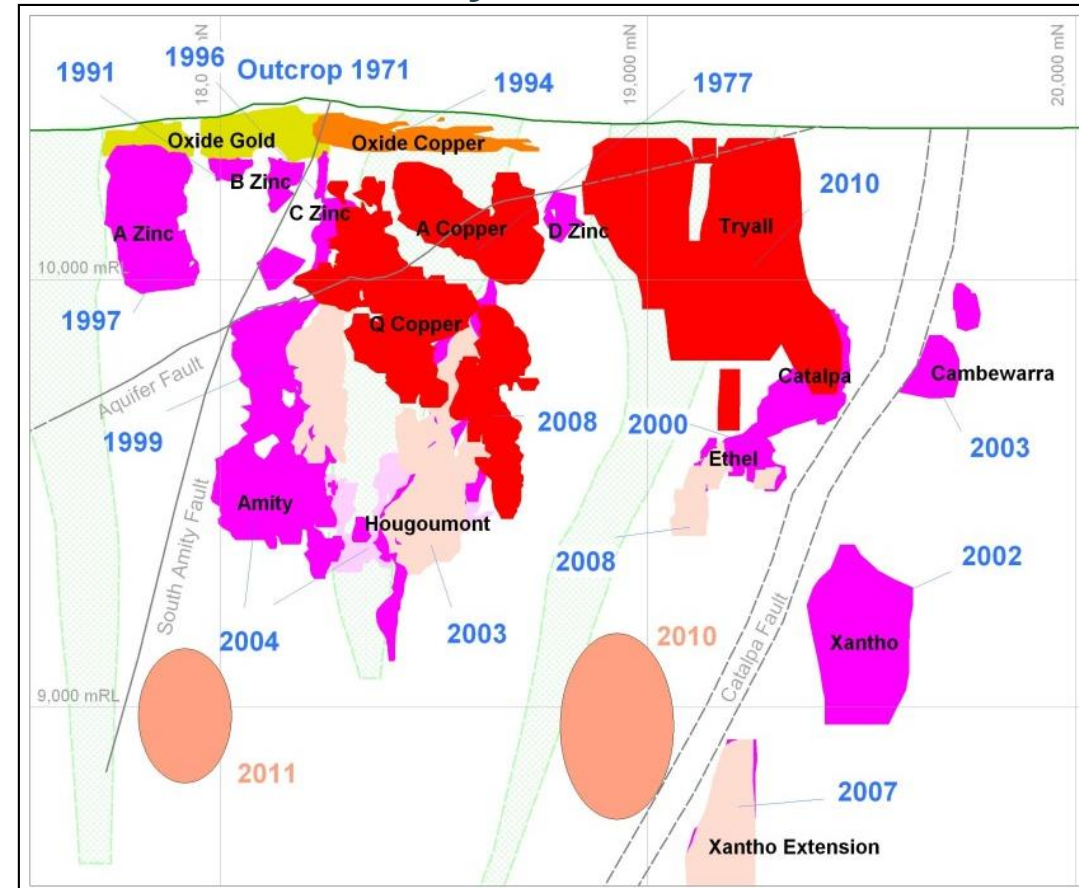 18,0 N
19,000 mN
20,000 mN
1991
1996
Outcrop 1971
1994
1977
Oxide Gold
Oxide Copper
B Zinc
2010
C Zinc
A Zinc
A Copper
D Zinc
Tryall
10,000 mRL
1997
Q Copper
Aquifer Fault
Catalpa
Cambewarra
1999
2008
2000
2003
Ethel
Amity
Hougoumont
South Amity Fault
2008
2002
2004
2003
2010
Xantho
Catalpa Fault
9,000 mRL
2011
2007
Xantho Extension